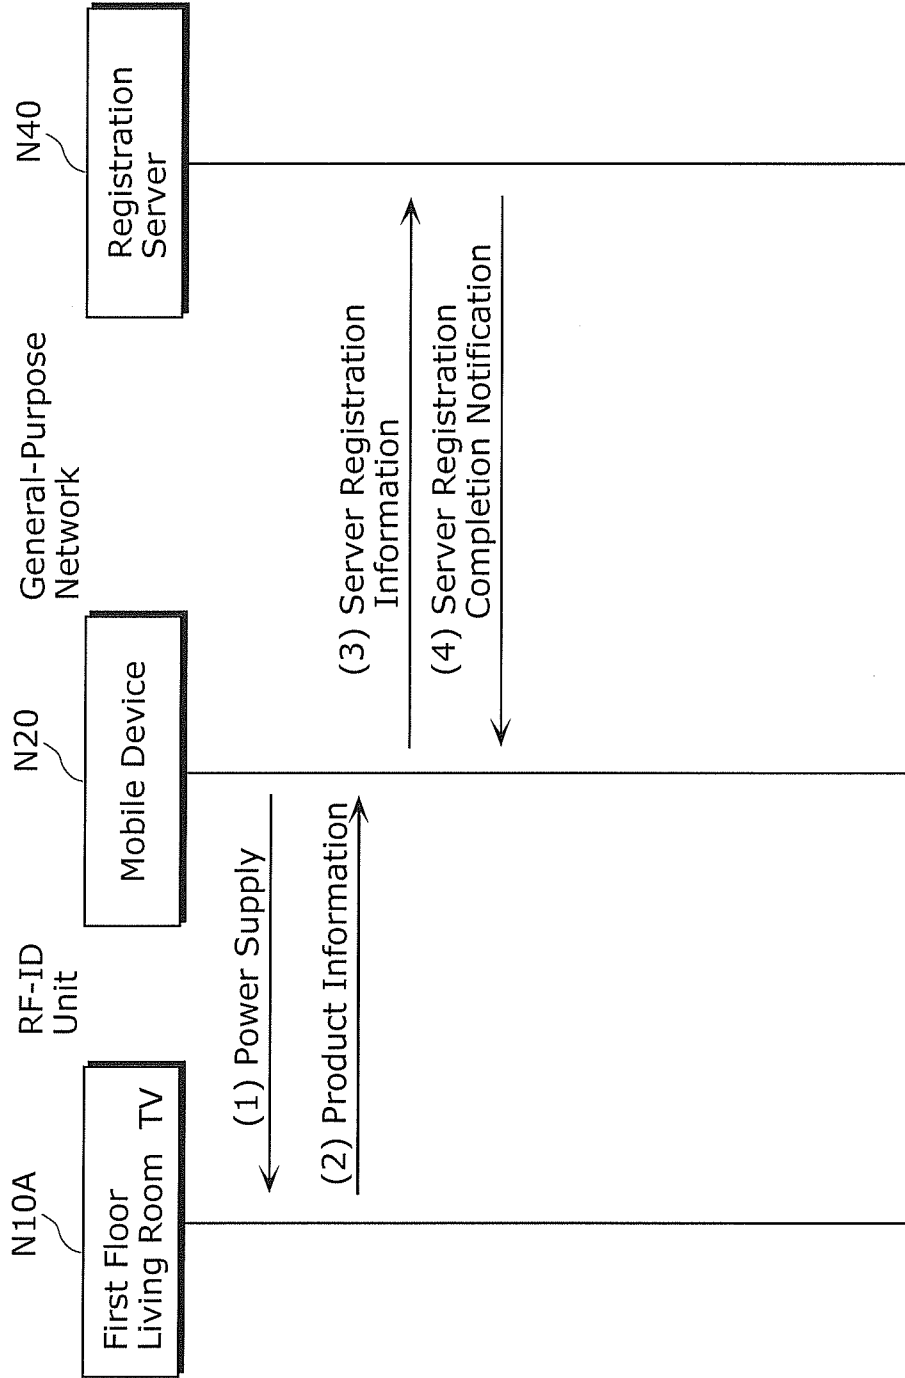 N10A
First Floor
Living Room TV
RF-ID
Unit
N20
Mobile Device
General-Purpose
Network
N40
Registration
Server
(1) Power Supply
(2) Product Information
(3) Server Registration
Information
(4) Server Registration
Completion Notification